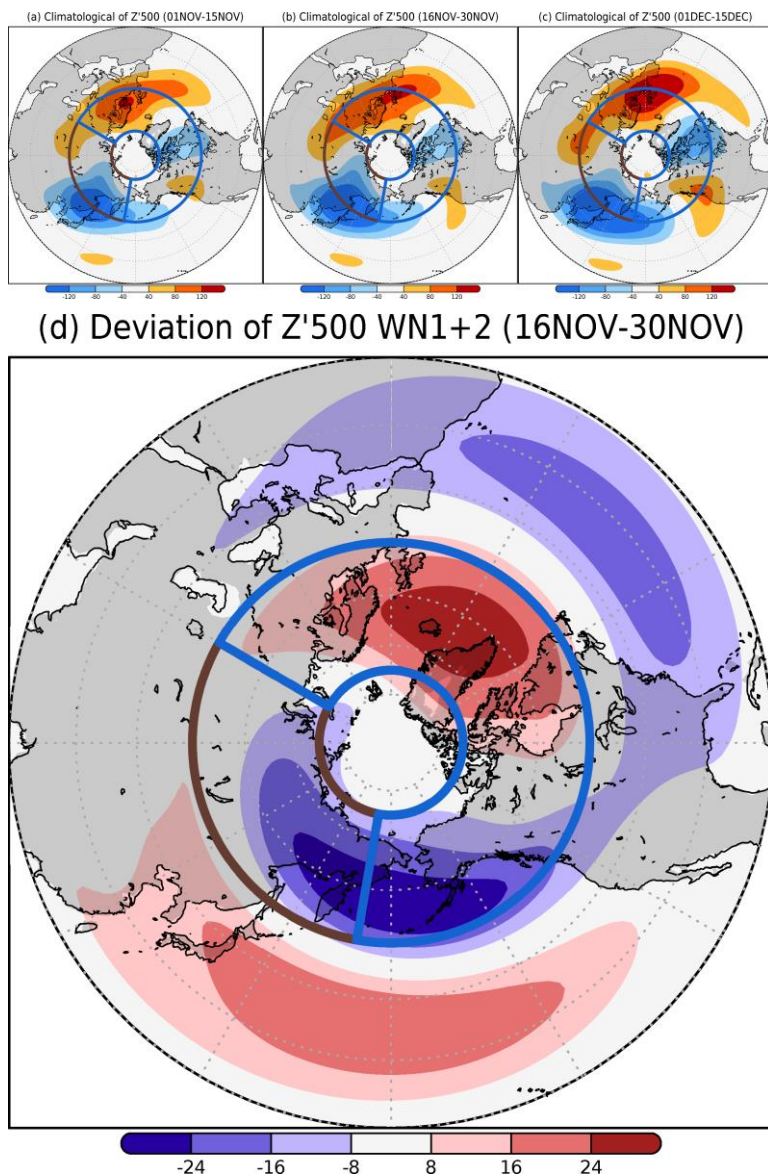 (a) Climatological of Z'500 (01NOV-15NOV)
(b) Climatological of Z'500 (16NOV-30NOV)
(c) Climatological of Z'500 (01DEC-15DEC)
-120 -80 -40 40 80 120
-120 -80 -40 40 80 120
-120 -80 -40 40 80 120
(d) Deviation of Z'500 WN1+2 (16NOV-30NOV)
-24 -16 -8 8 16 24